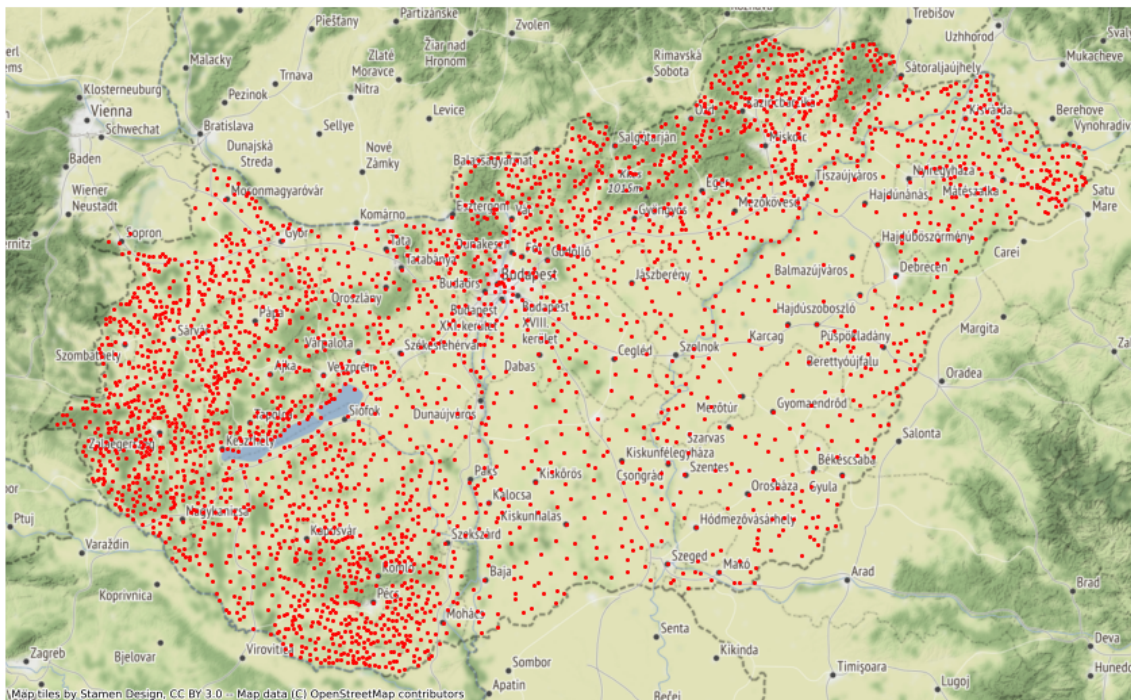 Partizánske
Piešťany
Zvolen
Trebišov
Uzhhorod
Žiar nad
Hronom
Zlaté
Moravce
Rimavská
Sobota
Mukacheve
Malacky
Trnava
Nitra
Sátoraljaújhely
Klosterneuburg
Pezinok
Vienna
Levice
Ózd
Kazincbarcika
Kisvárda
Berehove
Vynohradiv
Schwechat
Bratislava
Sellye
Salgótarján
Miskolc
Baden
Dunajská
Streda
Nové
Zámky
Balassagyarmat
Kékes
1015m
Eger
Tiszaújváros
Nyíregyháza
Wiener
Neustadt
Mosonmagyaróvár
Hajdúnánás
Mátészalka
Satu
Mare
Komárno
Esztergom
Vác
Gyöngyös
Mezőkövesd
Sopron
Győr
Tata
Dunakeszi
Gödöllő
Hajdúböszörmény
Carei
Tatabánya
Budapest
Jászberény
Balmazújváros
Debrecen
Budaörs
Oroszlány
Budapest
XXI. kerület
Budapest
XVIII.
kerület
Hajdúszoboszló
Pápa
Sárvár
Margita
Szombathely
Várpalota
Székesfehérvár
Cegléd
Szolnok
Karcag
Püspökladány
Ajka
Veszprém
Dabas
Berettyóújfalu
Oradea
Tapolca
Siófok
Dunaújváros
Mezőtúr
Gyomaendrőd
Zalaegerszeg
Keszthely
Szarvas
Salonta
Kiskunfélegyháza
Paks
Kiskőrös
Csongrád
Szentes
Békéscsaba
Orosháza
Gyula
Ptuj
Nagykanizsa
Kalocsa
Kiskunhalas
Hódmezővásárhely
Varaždin
Kaposvár
Szekszárd
Komló
Baja
Szeged
Makó
Arad
Koprivnica
Pécs
Mohács
Brad
Zagreb
Bjelovar
Virovitica
Senta
Kikinda
Deva
Sombor
Apatin
Timișoara
Lugoj
Bečej
Map tiles by Stamen Design, CC BY 3.0 -- Map data (C) OpenStreetMap contributors